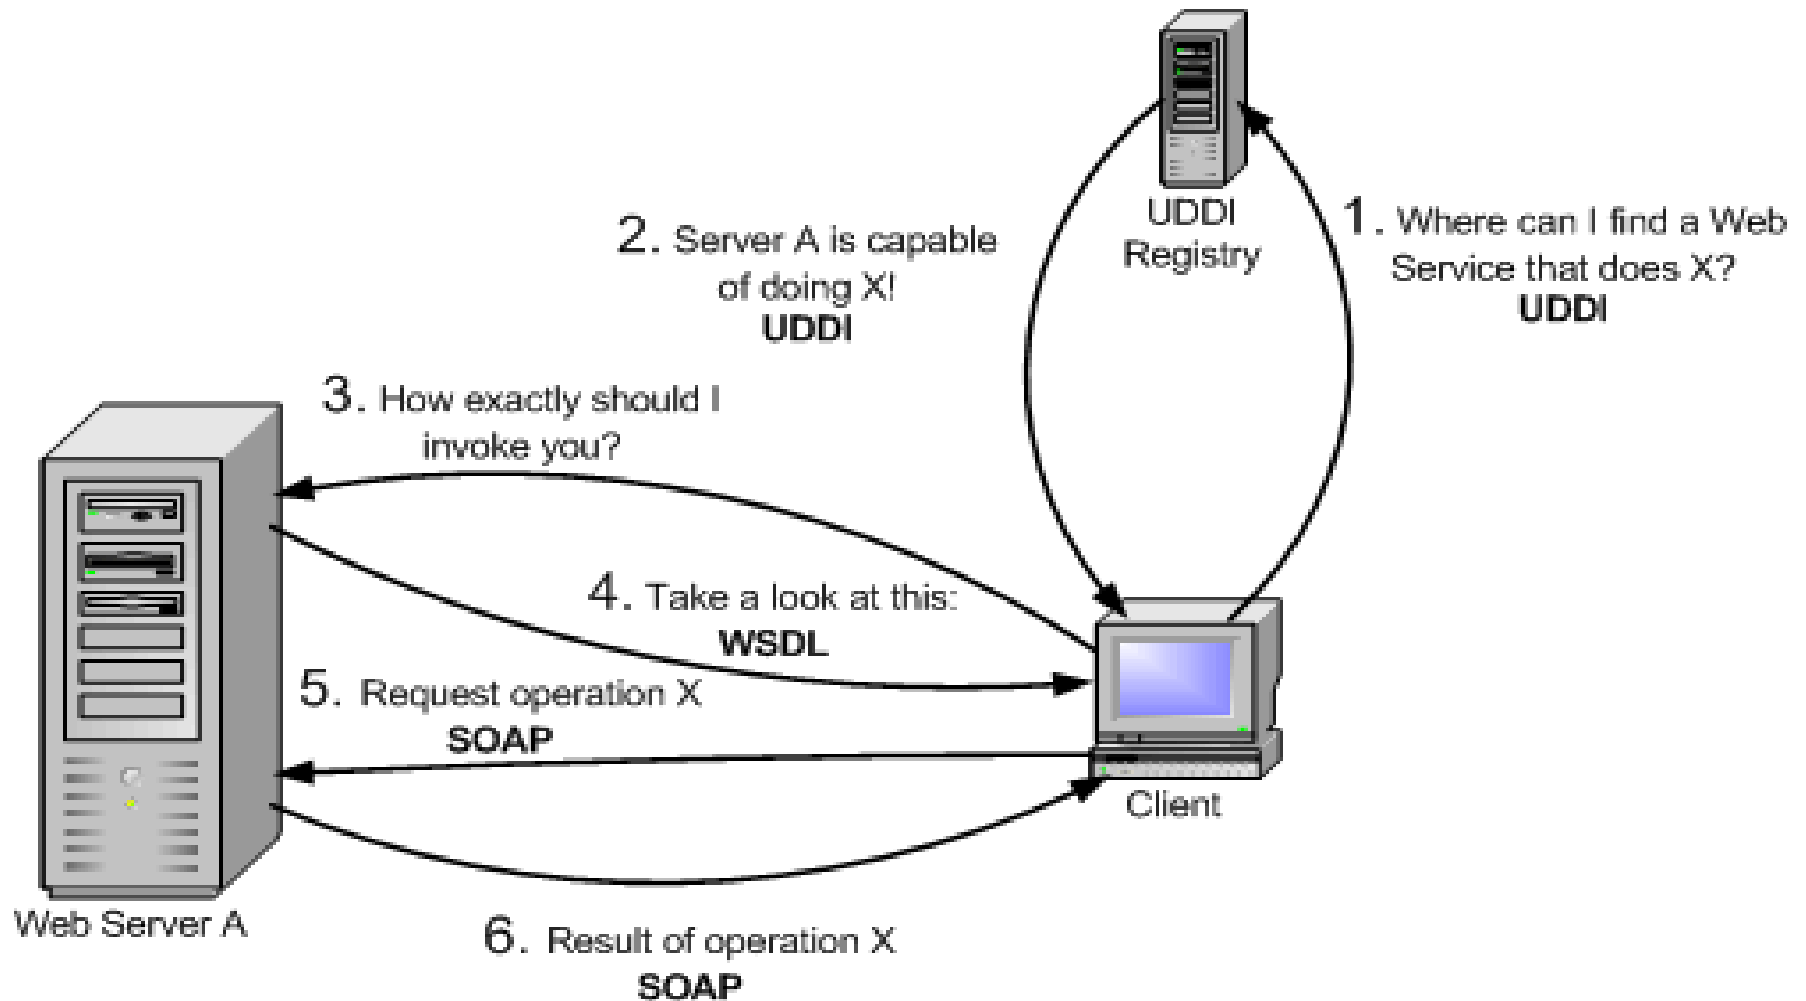 UDDI
Registry
1. Where can I find a Web
Service that does X?
UDDI
2. Server A is capable
of doing X!
UDDI
3. How exactly should I
invoke you?
4. Take a look at this:
WSDL
5. Request operation X
SOAP
Client
Web Server A
6. Result of operation X
SOAP